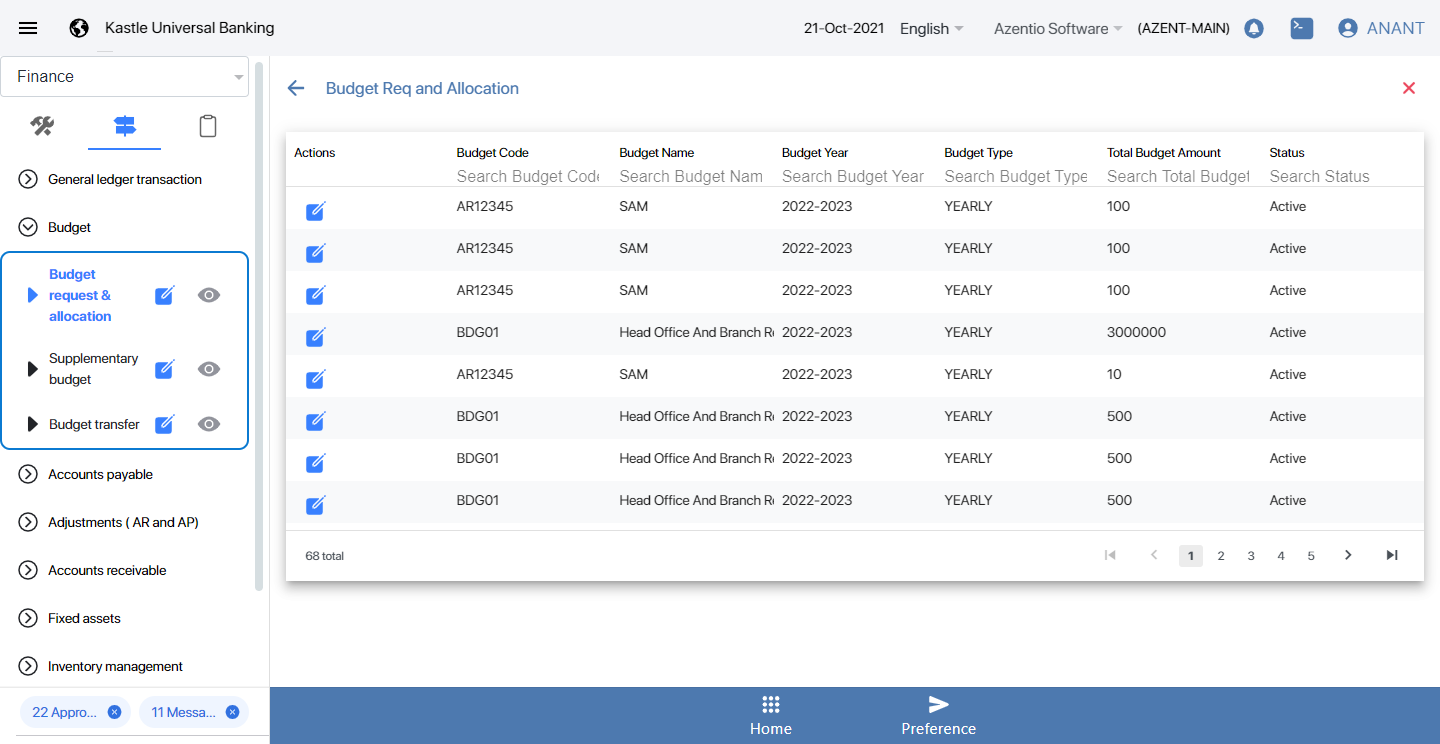 Kastle Universal Banking
21-Oct-2021 English Azentio Software (AZENT-MAIN) ANANT
Finance
General ledger transaction
Budget
Budget
request &
allocation
Supplementary
budget
Budget transfer
Accounts payable
Adjustments ( AR and AP)
Accounts receivable
Fixed assets
Inventory management
22 Appro... 11 Messa...
Budget Req and Allocation
Actions Budget Code Budget Name Budget Year Budget Type Total Budget Amount Status
Search Budget Code Search Budget Nam Search Budget Year Search Budget Type Search Total Budget Search Status
AR12345 SAM 2022-2023 YEARLY 100 Active
AR12345 SAM 2022-2023 YEARLY 100 Active
AR12345 SAM 2022-2023 YEARLY 100 Active
BDG01 Head Office And Branch Re 2022-2023 YEARLY 3000000 Active
AR12345 SAM 2022-2023 YEARLY 10 Active
BDG01 Head Office And Branch Re 2022-2023 YEARLY 500 Active
BDG01 Head Office And Branch Re 2022-2023 YEARLY 500 Active
BDG01 Head Office And Branch Re 2022-2023 YEARLY 500 Active
68 total 1 2 3 4 5
Home Preference